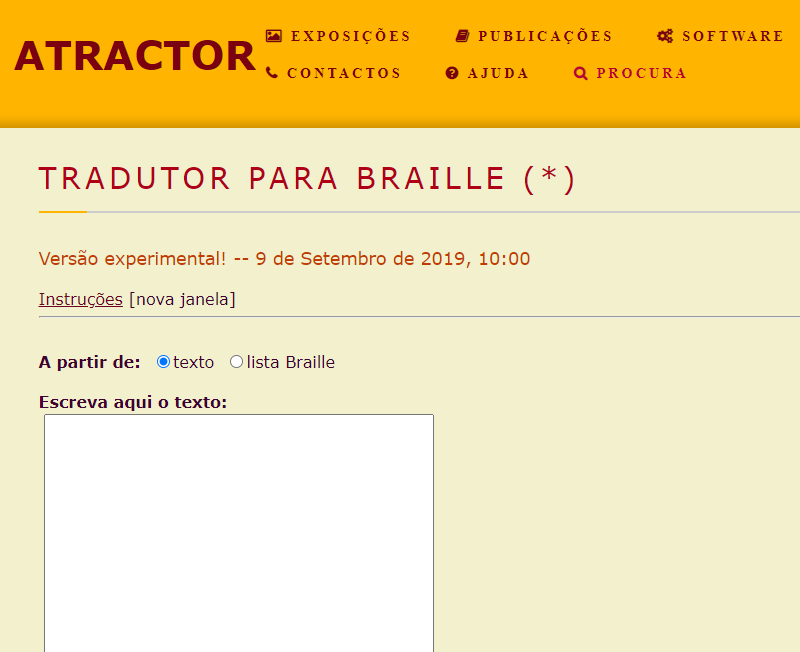 ATRACTOR
EXPOSIÇÕES PUBLICAÇÕES SOFTWARE
CONTACTOS AJUDA PROCURA
TRADUTOR PARA BRAILLE (*)
Versão experimental! -- 9 de Setembro de 2019, 10:00
Instruções [nova janela]
A partir de: texto lista Braille
Escreva aqui o texto: